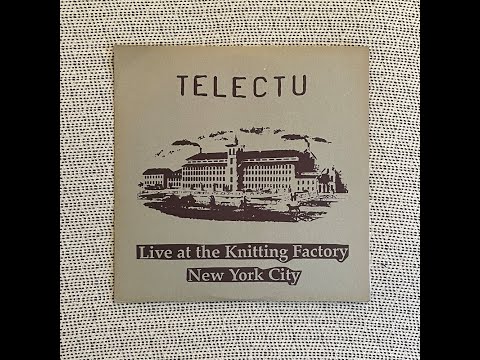 TELECTU
Live at the Knitting Factory
New York City